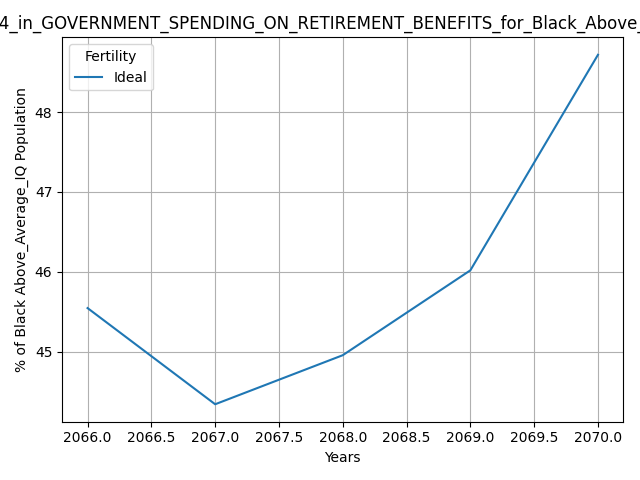 4_in_GOVERNMENT_SPENDING_ON_RETIREMENT_BENEFITS_for_Black_Above_
Fertility
Ideal
% of Black Above_Average_IQ Population
48
47
46
45
2066.0 2066.5 2067.0 2067.5 2068.0 2068.5 2069.0 2069.5 2070.0
Years